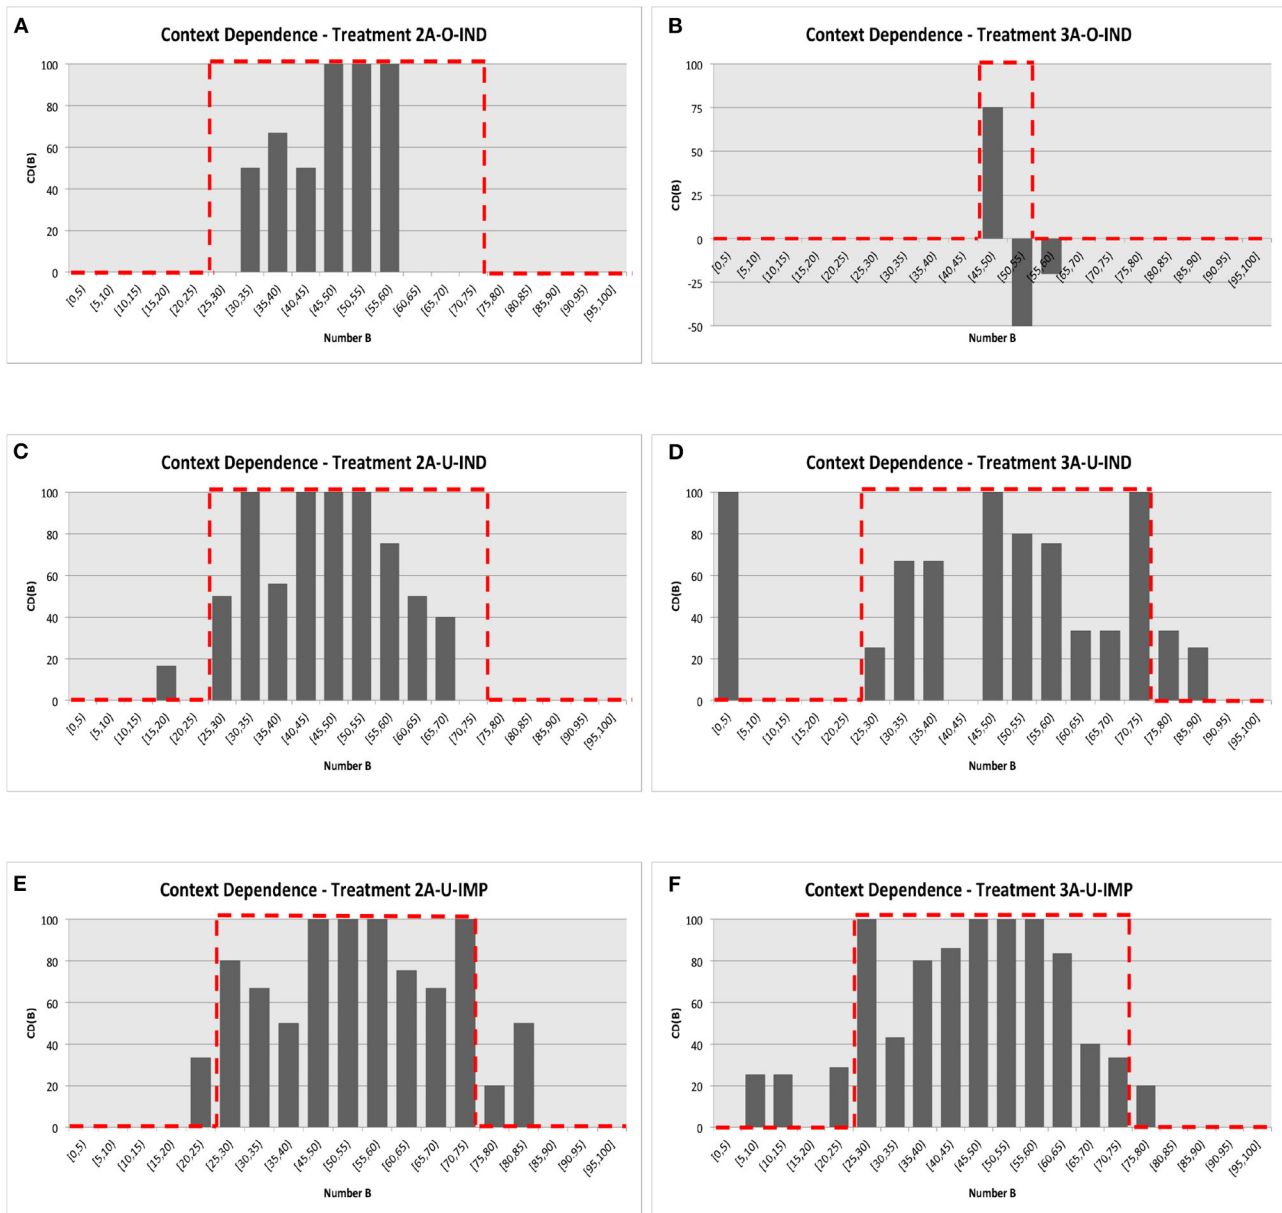 A
Context Dependence - Treatment 2A-O-IND
100
80
60
40
20
0
CD(B)
[0,5) [5,10) [10,15) [15,20) [20,25) [25,30) [30,35) [35,40) [40,45) [45,50) [50,55) [55,60) [60,65) [65,70) [70,75) [75,80) [80,85) [85,90) [90-95) [95,100]
Number B
B
Context Dependence - Treatment 3A-O-IND
100
75
50
25
0
-25
-50
CD(B)
[0,5) [5,10) [10,15) [15,20) [20,25) [25,30) [30,35) [35,40) [40,45) [45,50) [50,55) [55,60) [65,70) [70,75) [75,80) [80,85) [85,90) [90-95) [95,100]
Number B
C
Context Dependence - Treatment 2A-U-IND
100
80
60
40
20
0
CD(B)
[0,5) [5,10) [10,15) [15,20) [20,25) [25,30) [30,35) [35,40) [40,45) [45,50) [50,55) [55,60) [60,65) [65,70) [70,75) [75,80) [80,85) [85,90) [90-95) [95,100]
Number B
D
Context Dependence - Treatment 3A-U-IND
100
80
60
40
20
0
CD(B)
[0,5) [5,10) [10,15) [15,20) [20,25) [25,30) [30,35) [35,40) [40,45) [45,50) [50,55) [55,60) [60,65) [65,70) [70,75) [75,80) [85,90) [90-95) [95,100]
Number B
E
Context Dependence - Treatment 2A-U-IMP
100
80
60
40
20
0
CD(B)
[0,5) [5,10) [10,15) [15,20) [20,25) [25,30) [30,35) [35,40) [45,50) [50,55) [55,60) [60,65) [65,70) [70,75) [75,80) [80,85) [85,90) [90-95) [95,100]
Number B
F
Context Dependence - Treatment 3A-U-IMP
100
80
60
40
20
0
CD(B)
[0,5) [5,10) [10,15) [15,20) [20,25) [25,30) [30,35) [35,40) [40,45) [45,50) [50,55) [55,60) [60,65) [65,70) [70,75) [75,80) [80,85) [85,90) [90-95) [95,100]
Number B